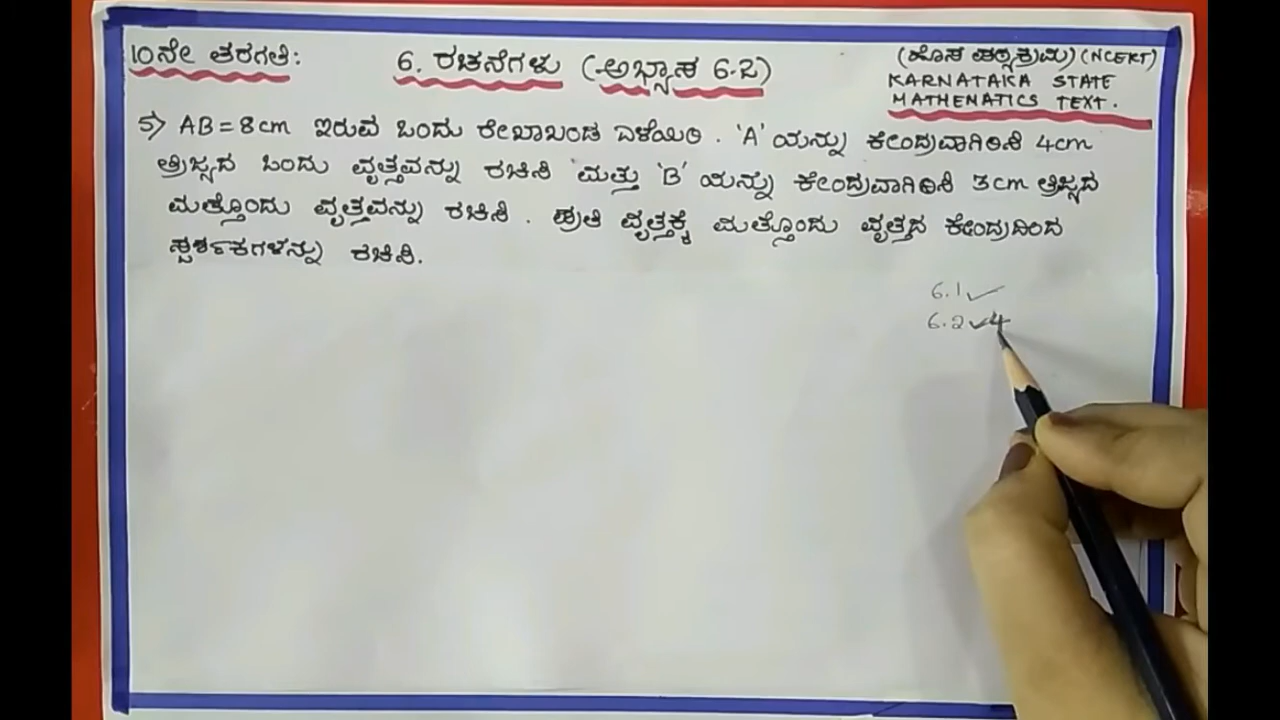 10ನೇ ತರಗತಿ:
6. ರಚನೆಗಳು (ಅಭ್ಯಾಸ 6.2)
(ಹೊಸ ಪಠ್ಯಕ್ರಮ) (NCERT)
KARNATAKA STATE
MATHEMATICS TEXT.
5) AB = 8cm ಇರುವ ಒಂದು ರೇಖಾಖಂಡ ಎಳೆಯಿರಿ. 'A' ಯನ್ನು ಕೇಂದ್ರವಾಗಿರಿಸಿ 4cm
ತ್ರಿಜ್ಯದ ಒಂದು ವೃತ್ತವನ್ನು ರಚಿಸಿ ಮತ್ತು 'B' ಯನ್ನು ಕೇಂದ್ರವಾಗಿರಿಸಿ 3cm ತ್ರಿಜ್ಯದ
ಮತ್ತೊಂದು ವೃತ್ತವನ್ನು ರಚಿಸಿ. ಪ್ರತಿ ವೃತ್ತಕ್ಕೆ ಮತ್ತೊಂದು ವೃತ್ತದ ಕೇಂದ್ರದಿಂದ
ಸ್ಪರ್ಶಕಗಳನ್ನು ರಚಿಸಿ.
6.1 ✓
6.2 ✓ 4